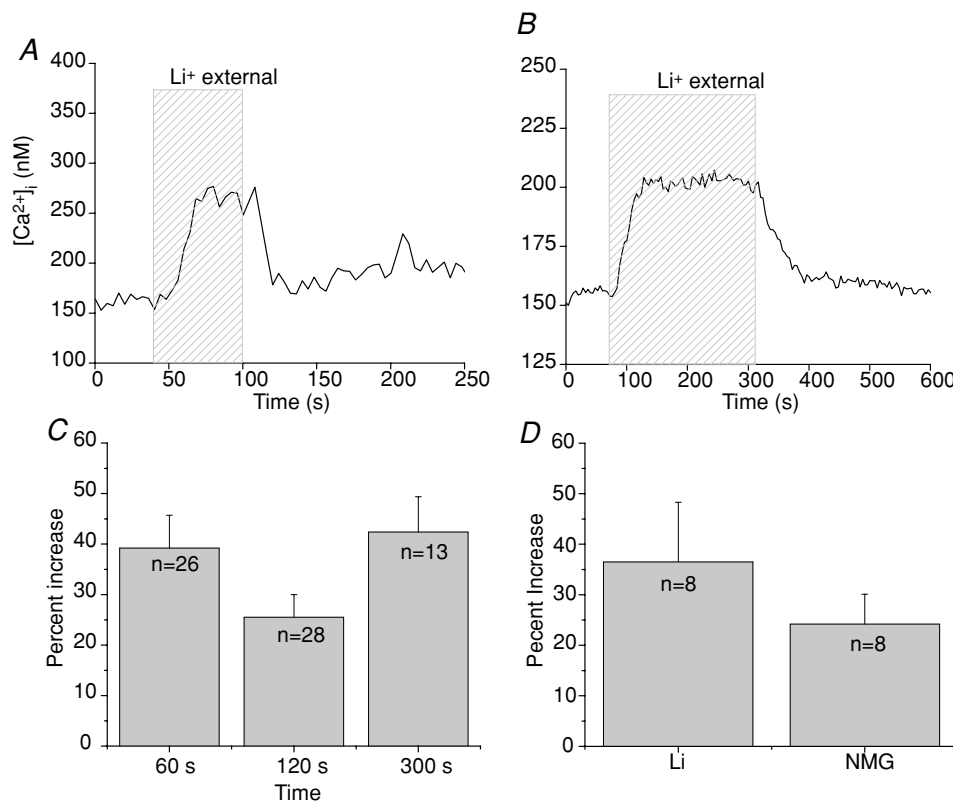 A
Li+ external
[Ca2+]i (nM)
400
350
300
250
200
150
100
0
50
100
150
200
250
Time (s)
B
Li+ external
250
225
200
175
150
125
0
100
200
300
400
500
600
Time (s)
C
Percent increase
60
50
40
30
20
10
0
n=26
n=28
n=13
60 s
120 s
300 s
Time
D
Pecent Increase
60
50
40
30
20
10
0
n=8
n=8
Li
NMG